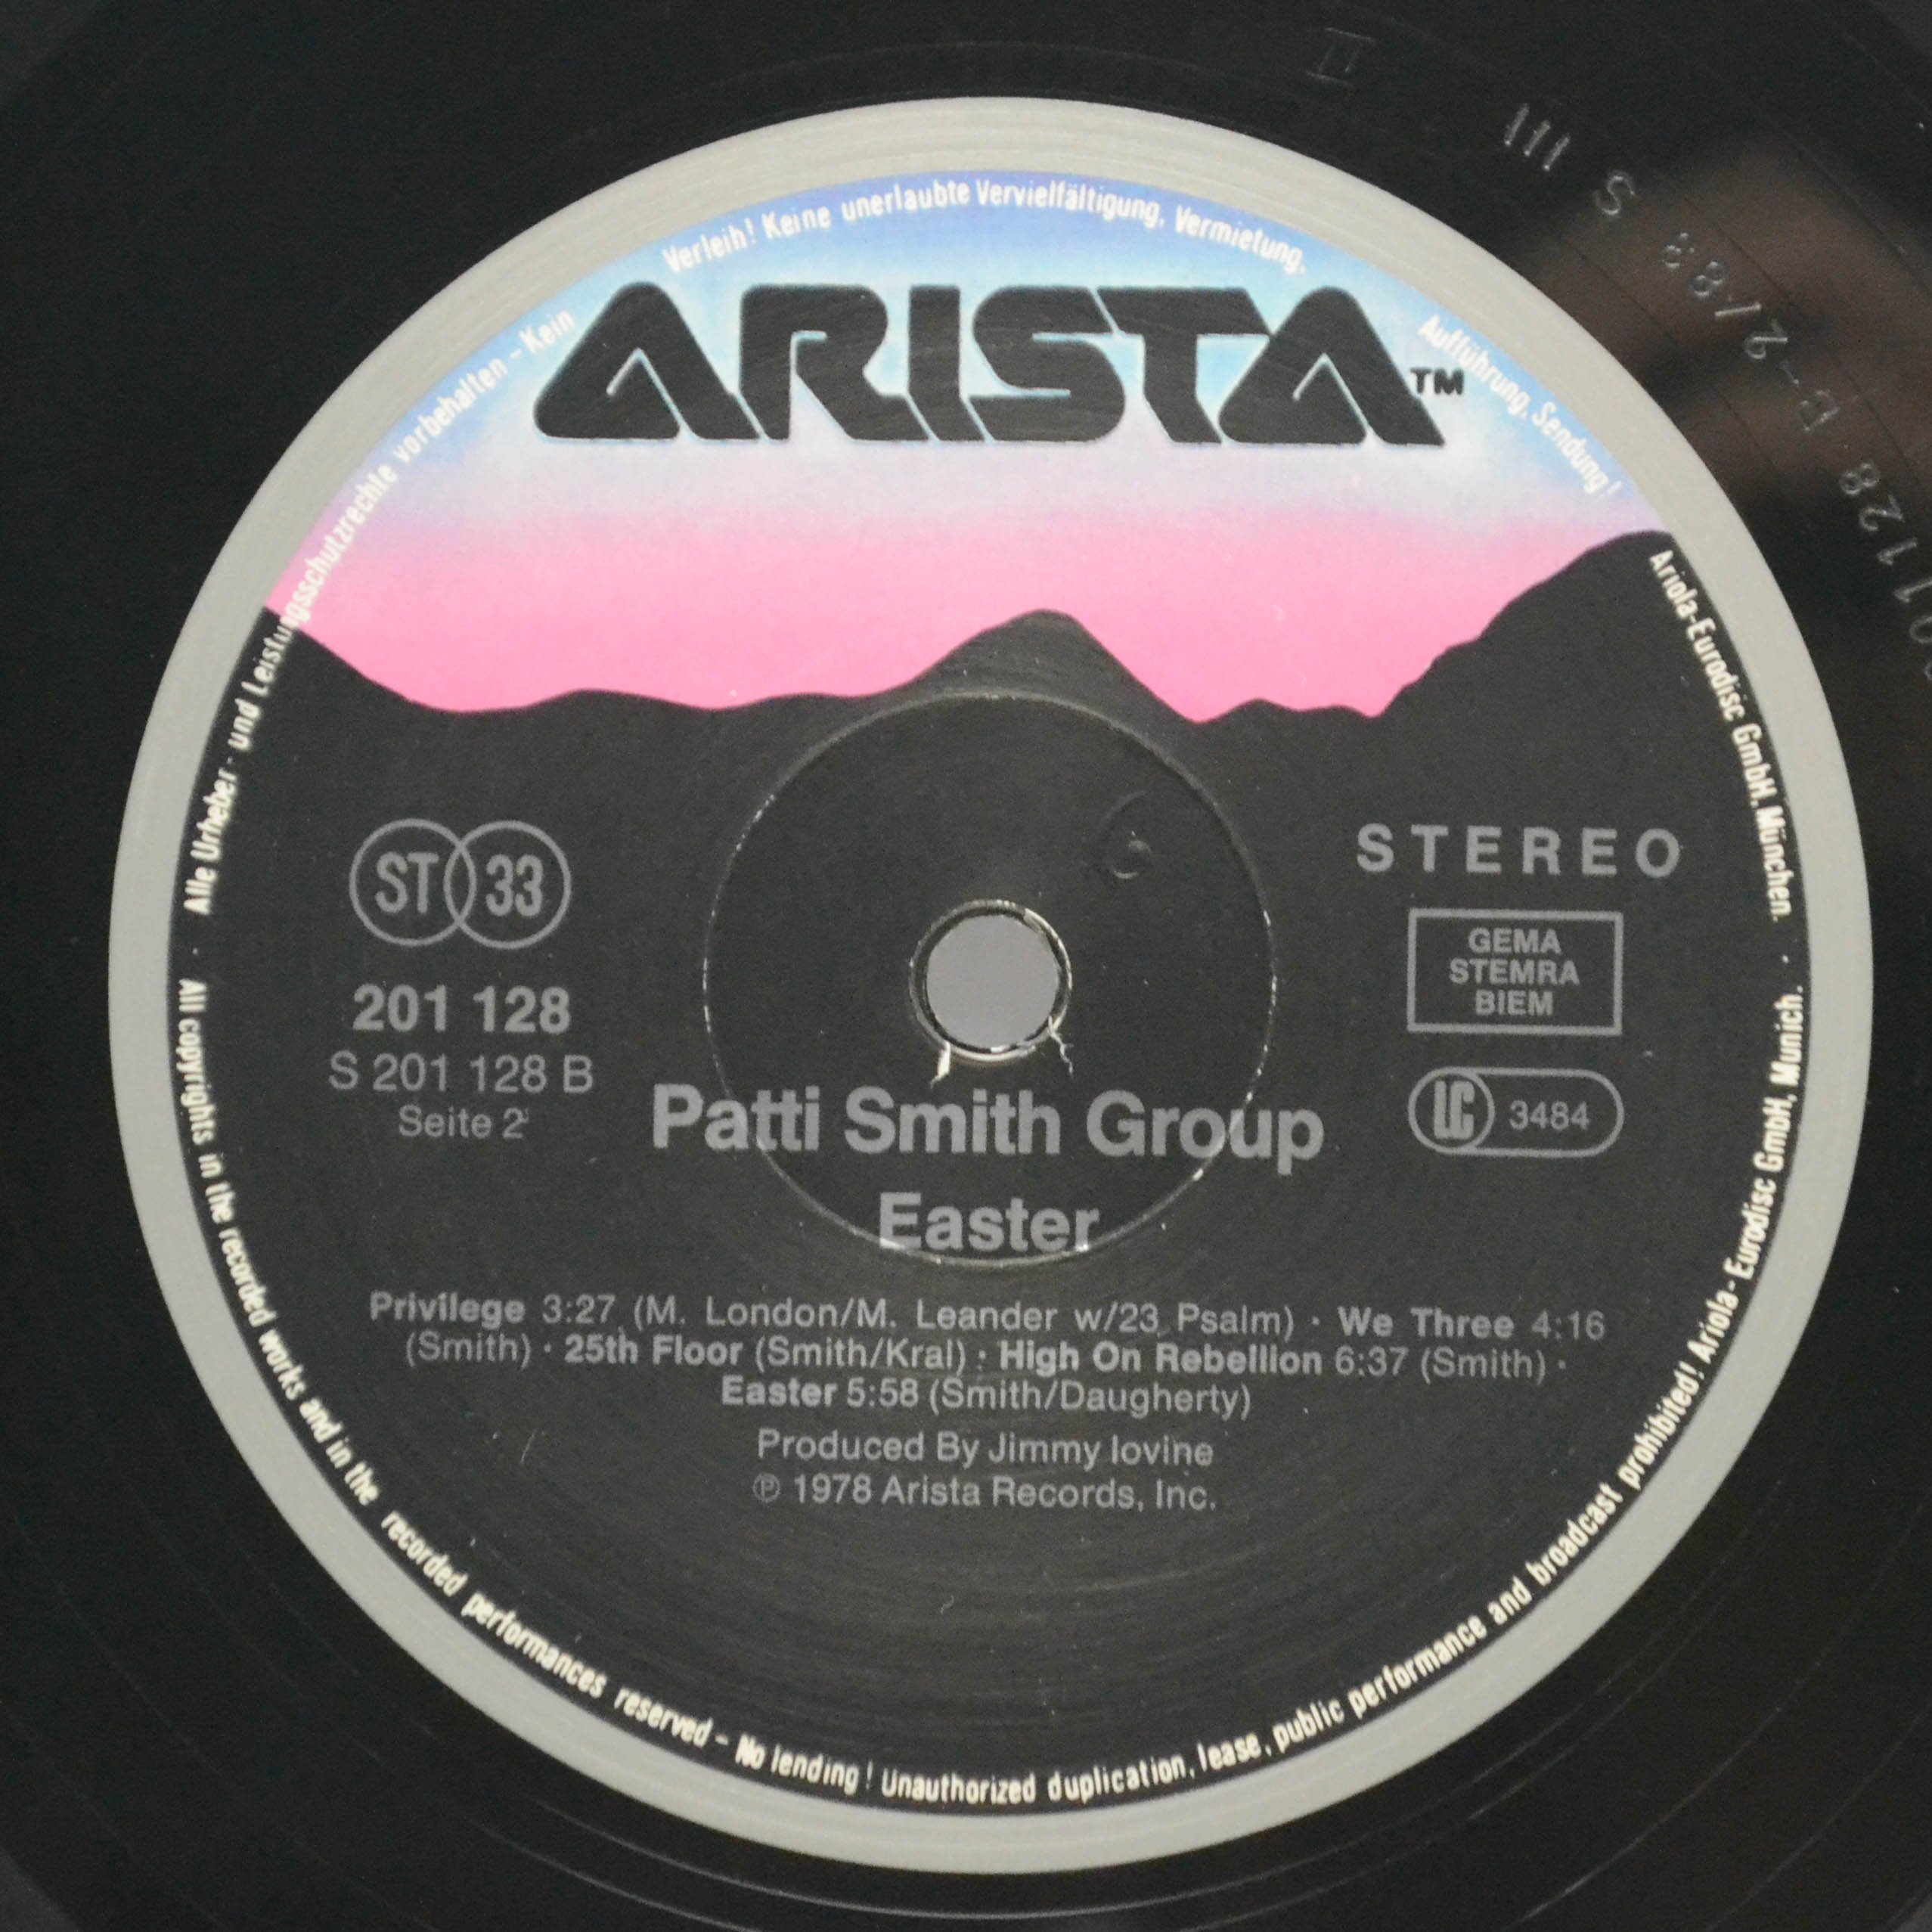 ARISTA™
Alle Urheber- und Leistungsschutzrechte vorbehalten – Kein Verleih! Keine unerlaubte Vervielfältigung, Vermietung, Aufführung, Sendung!
Ariola-Eurodisc GmbH, München.
ST 33
201 128
S 201 128 B
Seite 2
STEREO
GEMA
STEMRA
BIEM
LC 3484
6
Patti Smith Group
Easter
Privilege 3:27 (M. London/M. Leander w/23 Psalm) · We Three 4:16
(Smith) · 25th Floor (Smith/Kral) · High On Rebellion 6:37 (Smith) ·
Easter 5:58 (Smith/Daugherty)
Produced By Jimmy Iovine
℗ 1978 Arista Records, Inc.
All copyrights in the recorded works and in the recorded performances reserved – No lending! Unauthorized duplication, lease, public performance and broadcast prohibited! Ariola-Eurodisc GmbH, Munich.
S III
II